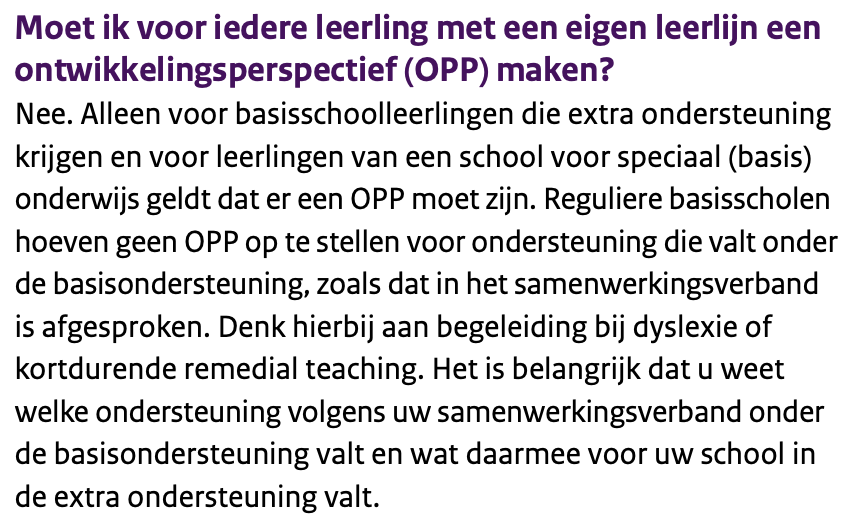 Moet ik voor iedere leerling met een eigen leerlijn een
ontwikkelingsperspectief (OPP) maken?
Nee. Alleen voor basisschoolleerlingen die extra ondersteuning
krijgen en voor leerlingen van een school voor speciaal (basis)
onderwijs geldt dat er een OPP moet zijn. Reguliere basisscholen
hoeven geen OPP op te stellen voor ondersteuning die valt onder
de basisondersteuning, zoals dat in het samenwerkingsverband
is afgesproken. Denk hierbij aan begeleiding bij dyslexie of
kortdurende remedial teaching. Het is belangrijk dat u weet
welke ondersteuning volgens uw samenwerkingsverband onder
de basisondersteuning valt en wat daarmee voor uw school in
de extra ondersteuning valt.